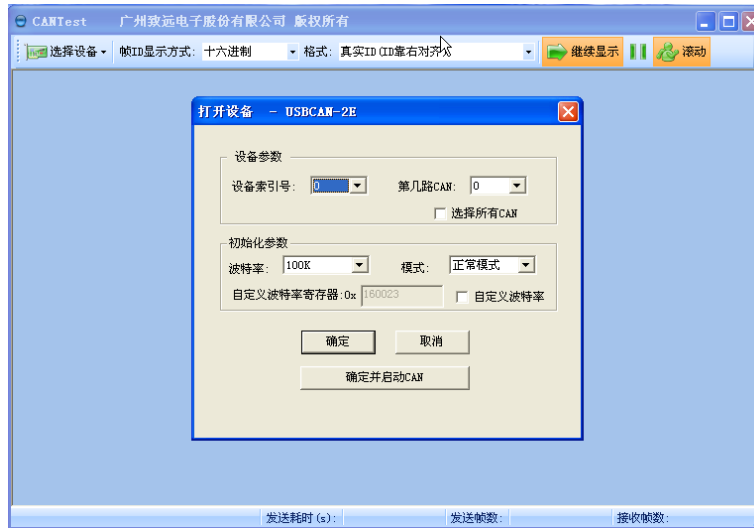 CANTest 广州致远电子股份有限公司 版权所有
选择设备 帧ID显示方式: 十六进制 格式: 真实ID(ID靠右对齐) 继续显示 滚动
打开设备 - USBCAN-2E
设备参数
设备索引号: 0 第几路CAN: 0
选择所有CAN
初始化参数
波特率: 100K 模式: 正常模式
自定义波特率寄存器:0x 160023 自定义波特率
确定 取消
确定并启动CAN
发送耗时(s): 发送帧数: 接收帧数: